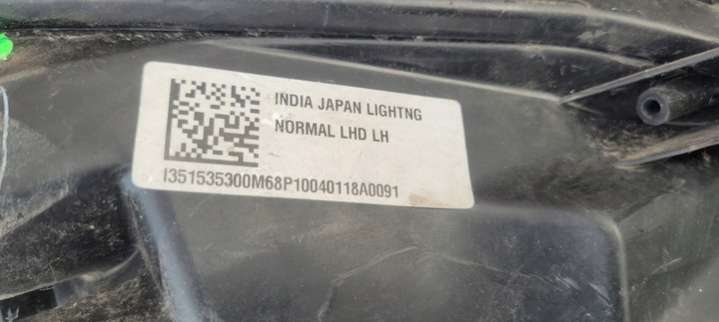 INDIA JAPAN LIGHTNG
NORMAL LHD LH
I351535300M68P10040118A0091